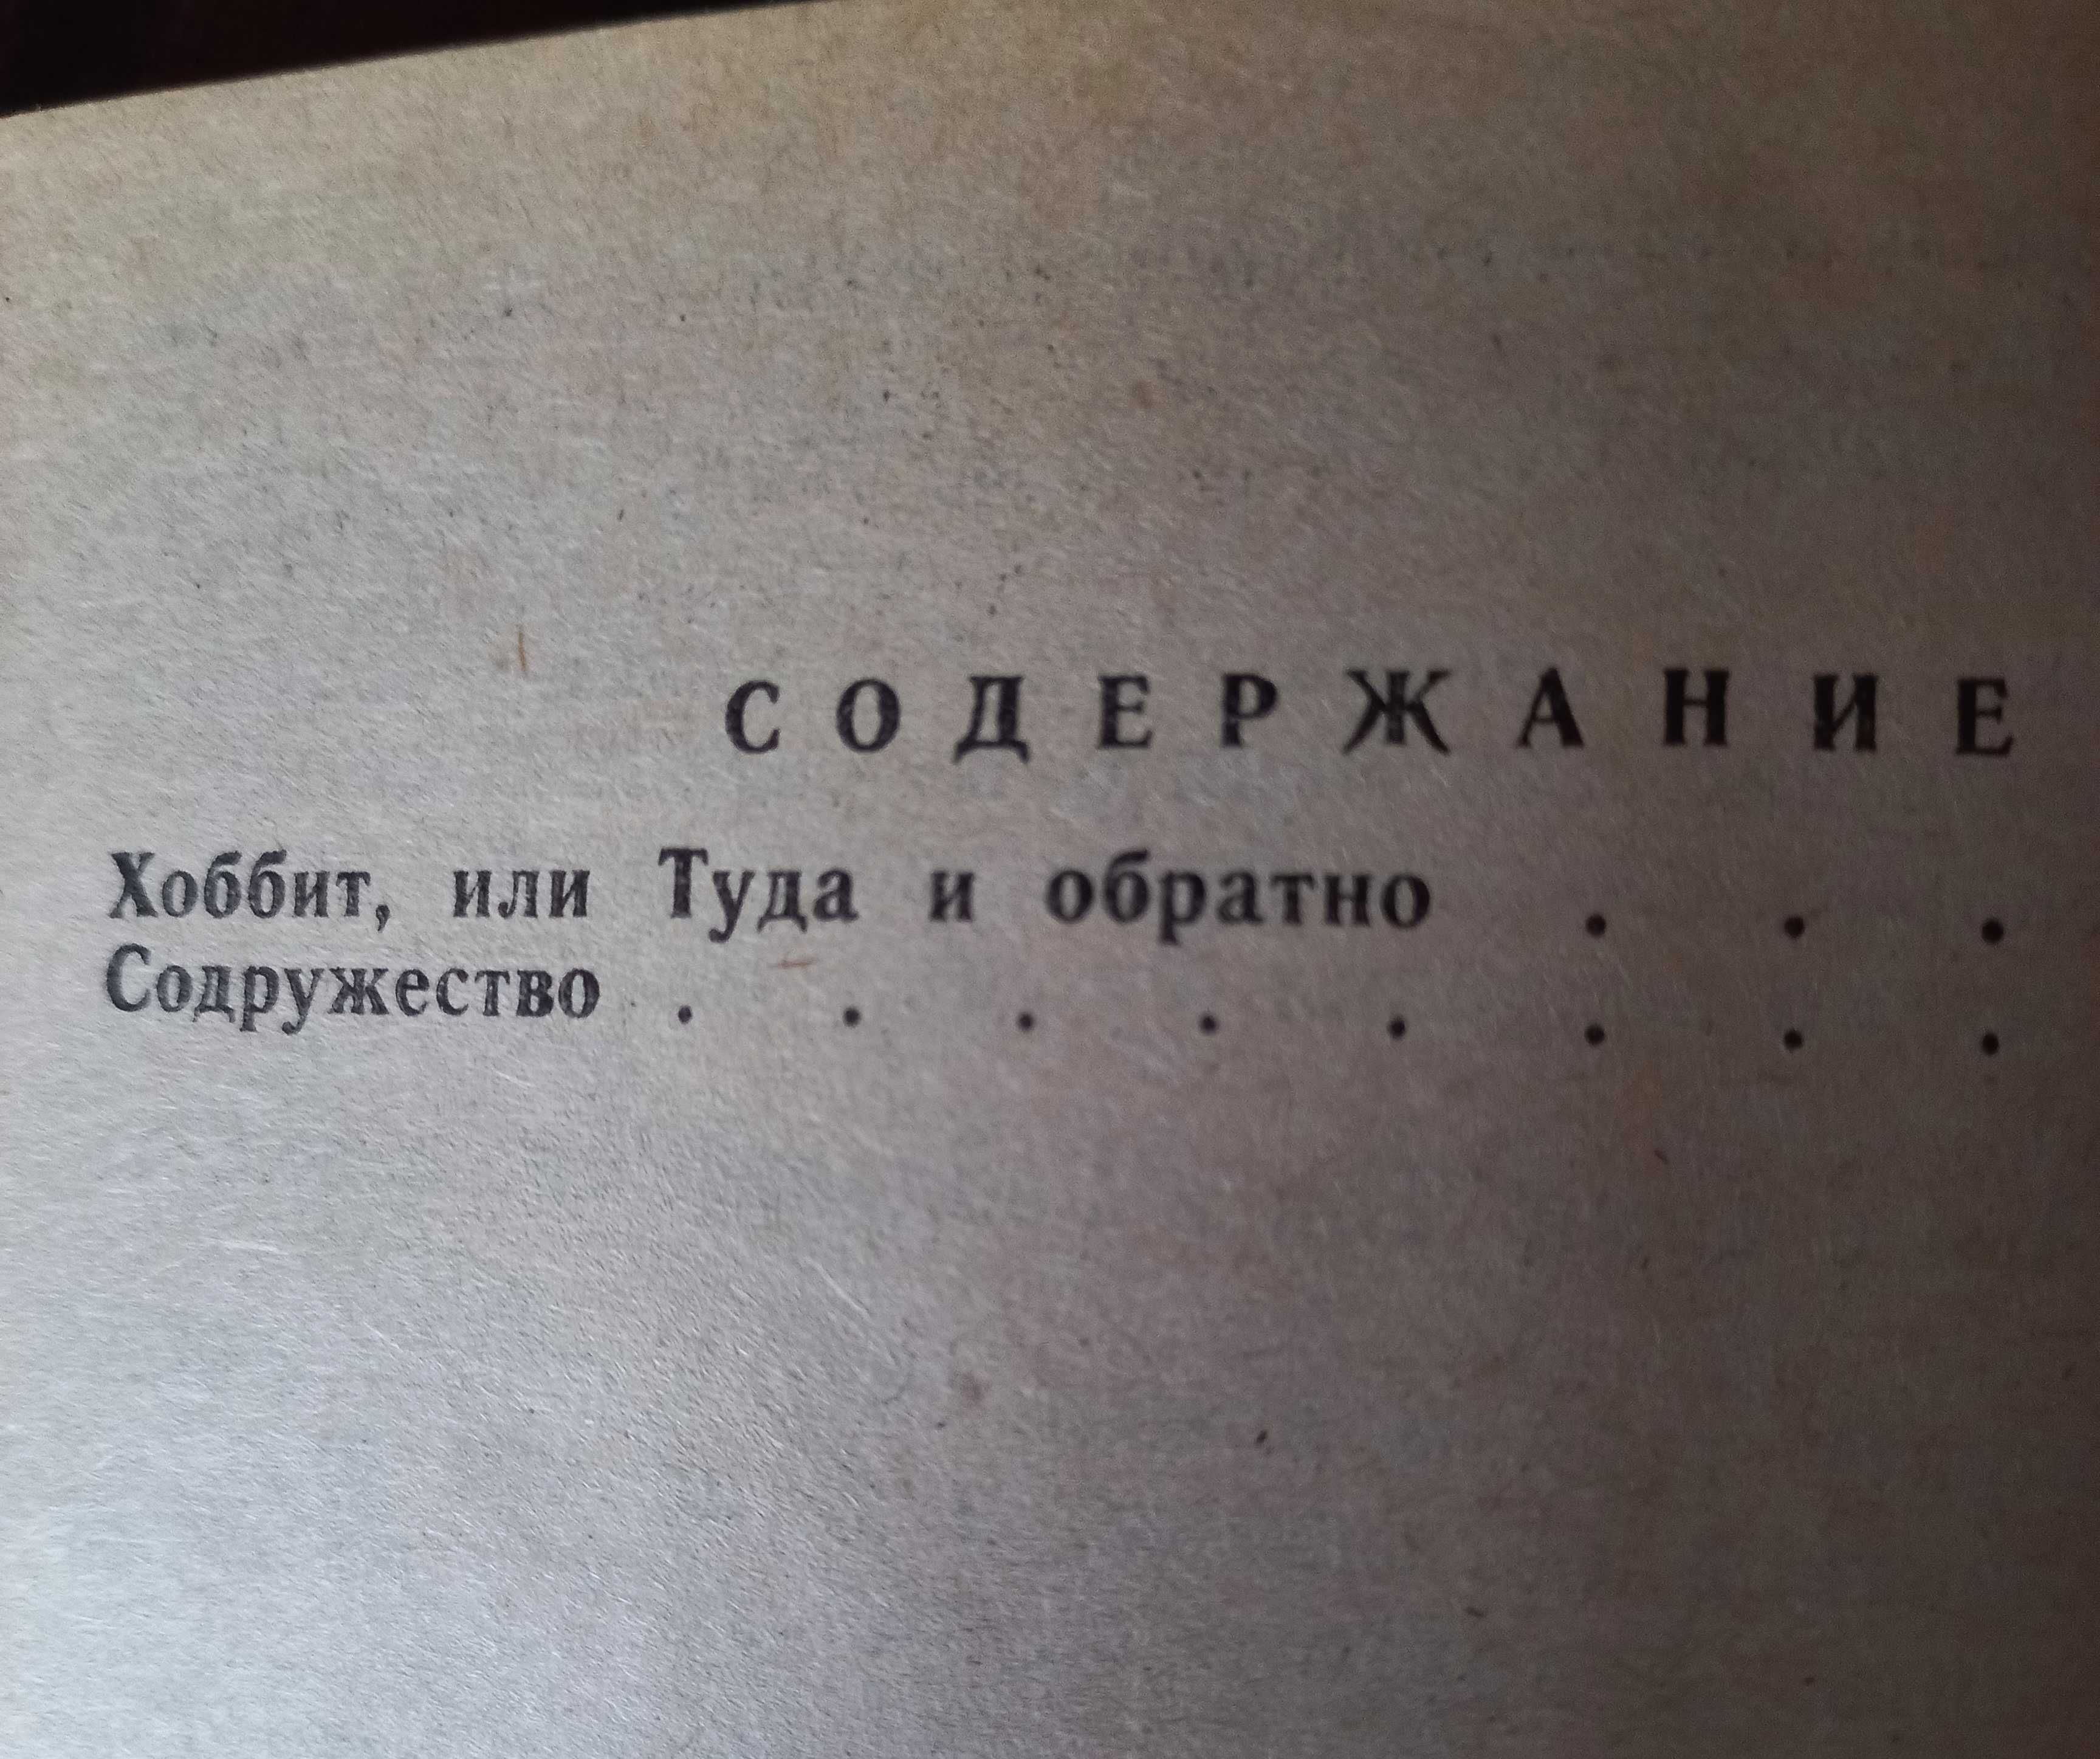 СОДЕРЖАНИЕ
Хоббит, или Туда и обратно . . .
Содружество . . . . . . . .